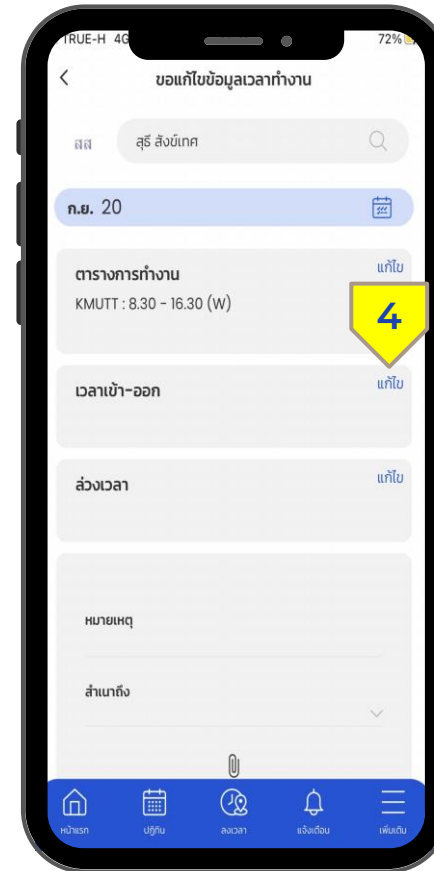 TRUE-H 4G 72%
ขอแก้ไขข้อมูลเวลาทำงาน
สส สุธี สังข์เทศ
ก.ย. 20
ตารางการทำงาน แก้ไข
KMUTT : 8.30 - 16.30 (W)
4
เวลาเข้า-ออก แก้ไข
ล่วงเวลา แก้ไข
หมายเหตุ
สำเนาถึง
หน้าแรก ปฏิทิน ลงเวลา แจ้งเตือน เพิ่มเติม